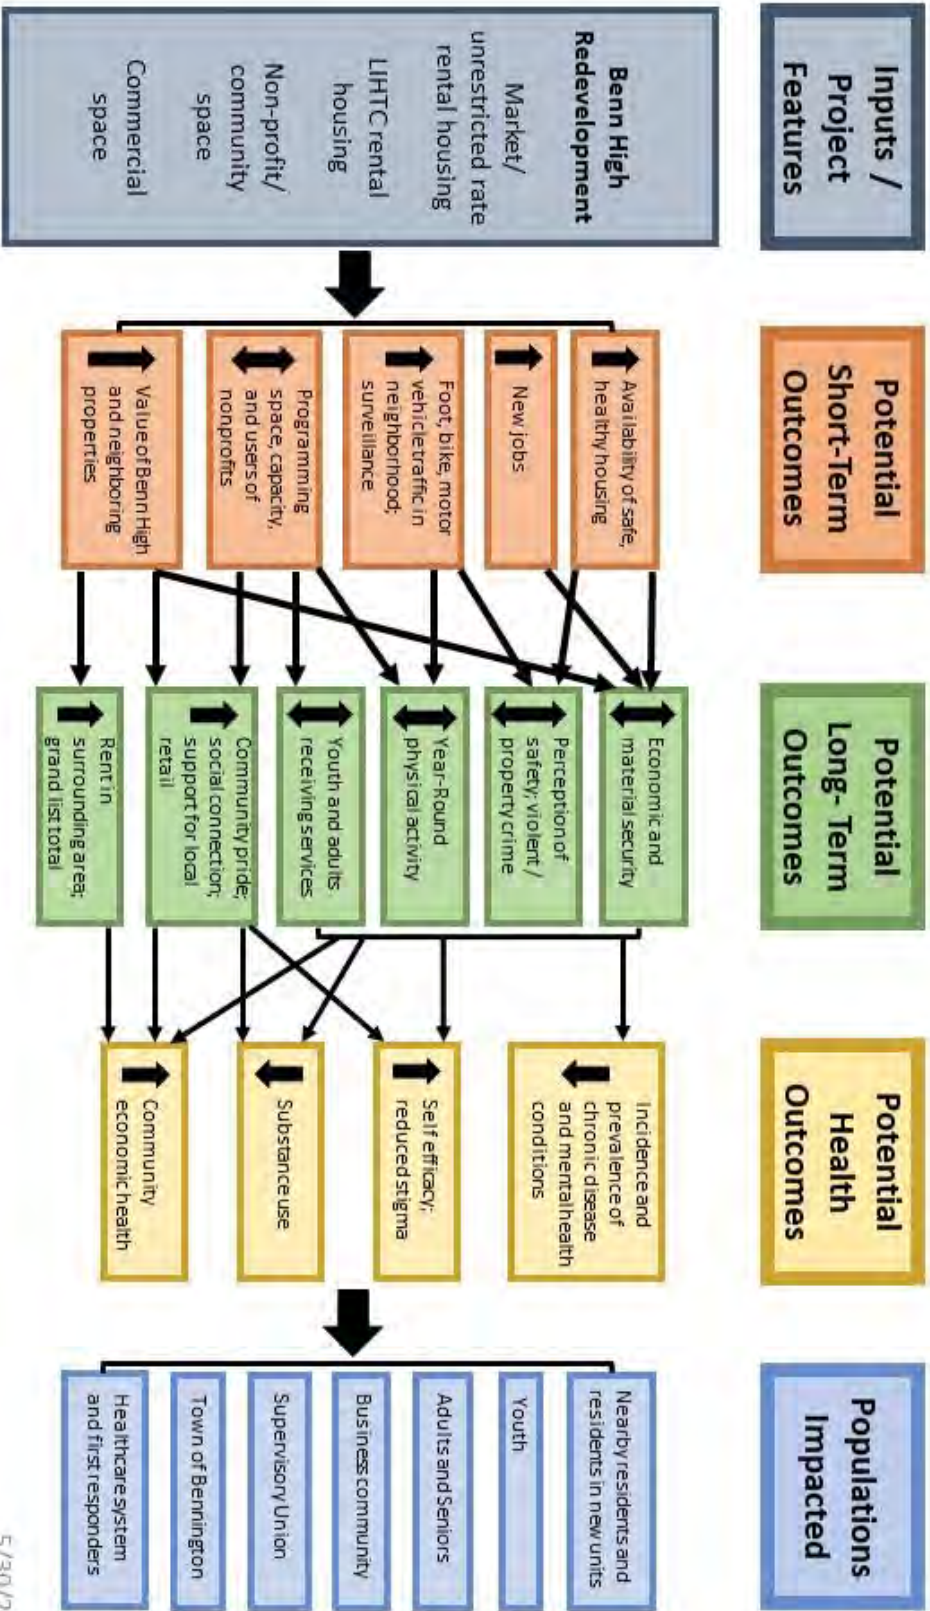 Inputs /
Project
Features
Benn High
Redevelopment
Market/
unrestricted rate
rental housing
LIHTC rental
housing
Non-profit/
community
space
Commercial
space
Potential
Short-Term
Outcomes
Availability of safe,
healthy housing
New jobs
Foot, bike, motor
vehicle traffic in
neighborhood;
surveillance
Programming
space, capacity,
and users of
nonprofits
Value of Benn High
and neighboring
properties
Potential
Long- Term
Outcomes
Economic and
material security
Perception of
safety; violent /
property crime
Year-Round
physical activity
Youth and adults
receiving services
Community pride;
social connection;
support for local
retail
Rent in
surrounding area;
grand list total
Potential
Health
Outcomes
Incidence and
prevalence of
chronic disease
and mental health
conditions
Self efficacy;
reduced stigma
Substance use
Community
economic health
Populations
Impacted
Nearby residents and
residents in new units
Youth
Adults and Seniors
Business community
Supervisory Union
Town of Bennington
Healthcare system
and first responders